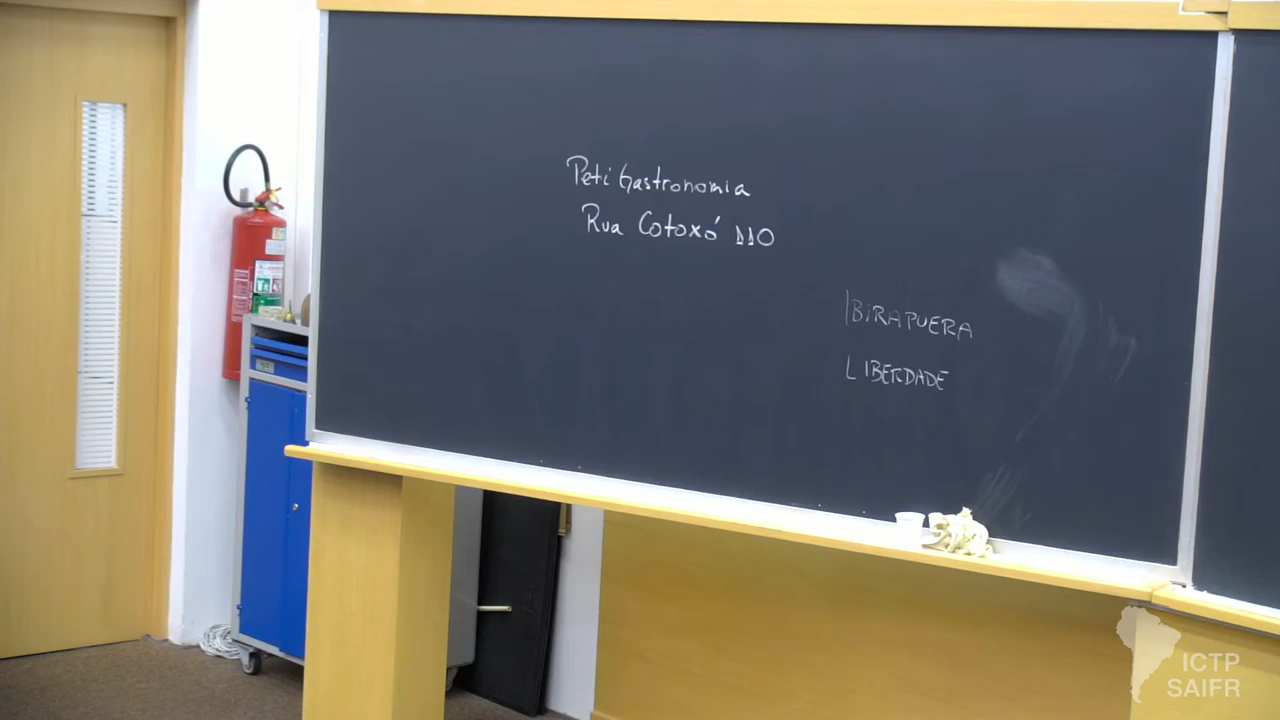 Peti Gastronomia
Rua Cotoxó 110
IBIRAPUERA
LIBERDADE
ICTP
SAIFR